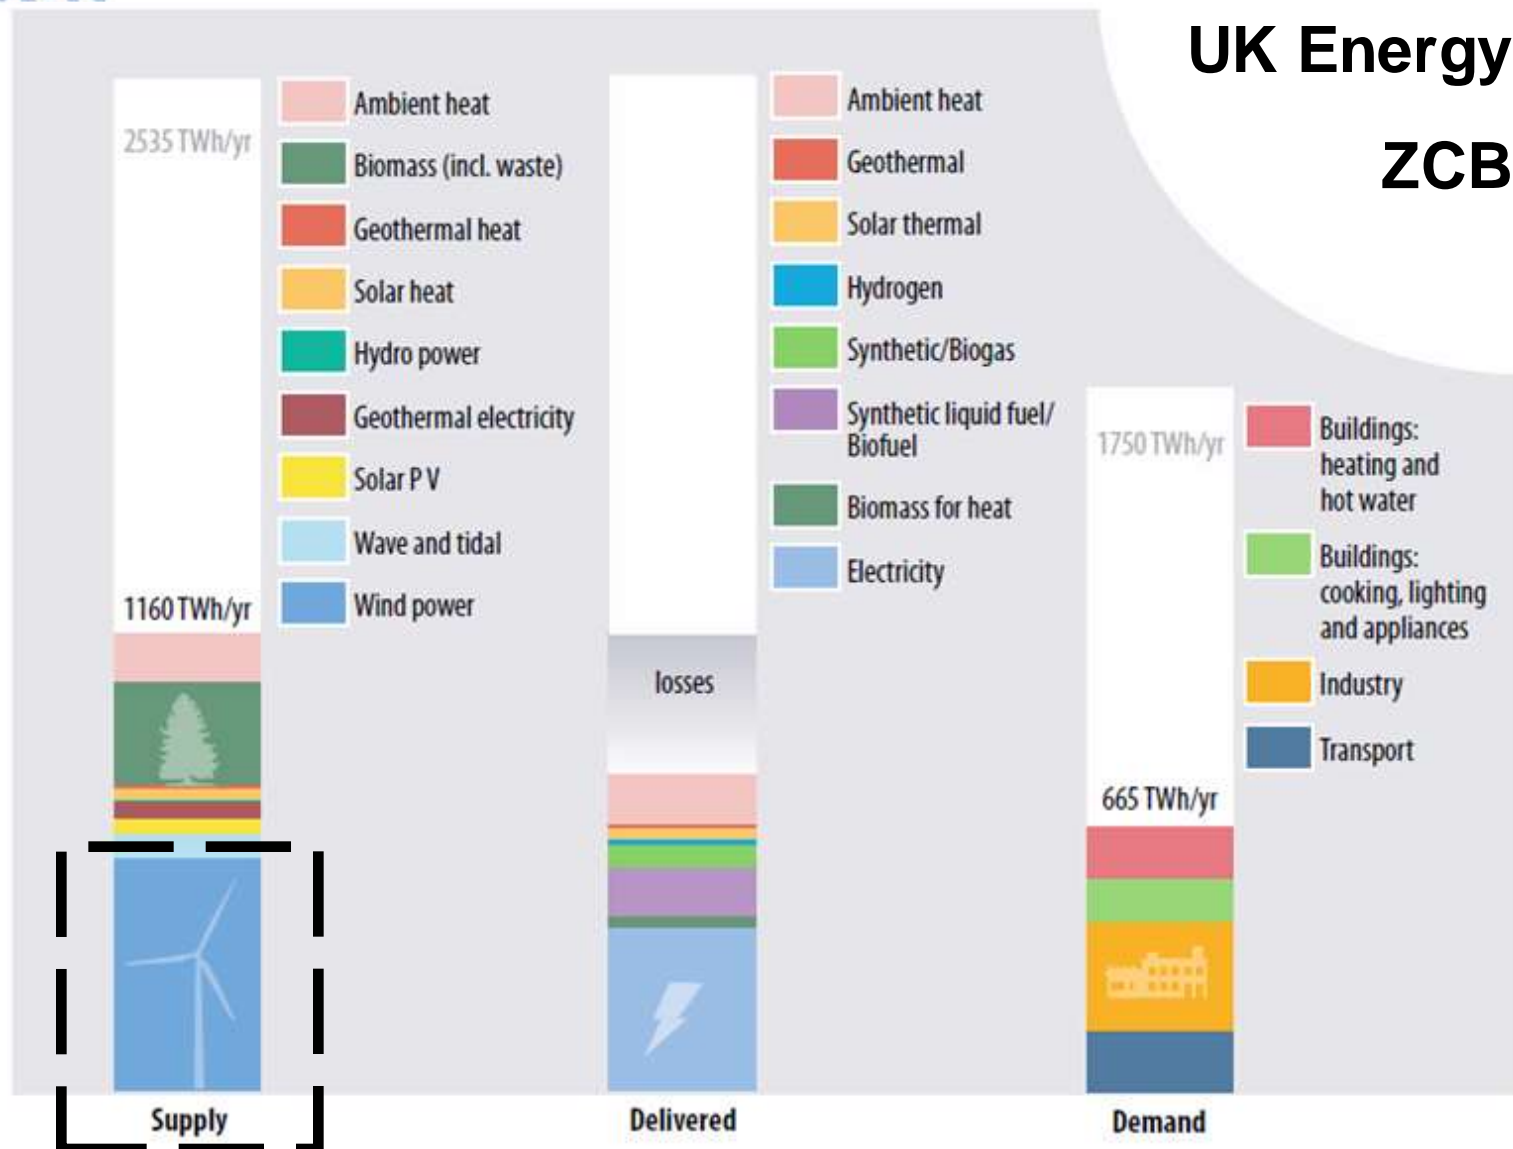 UK Energy
ZCB
2535 TWh/yr
1160 TWh/yr
Ambient heat
Biomass (incl. waste)
Geothermal heat
Solar heat
Hydro power
Geothermal electricity
Solar P V
Wave and tidal
Wind power
Supply
Ambient heat
Geothermal
Solar thermal
Hydrogen
Synthetic/Biogas
Synthetic liquid fuel/
Biofuel
Biomass for heat
Electricity
losses
Delivered
1750 TWh/yr
665 TWh/yr
Buildings:
heating and
hot water
Buildings:
cooking, lighting
and appliances
Industry
Transport
Demand